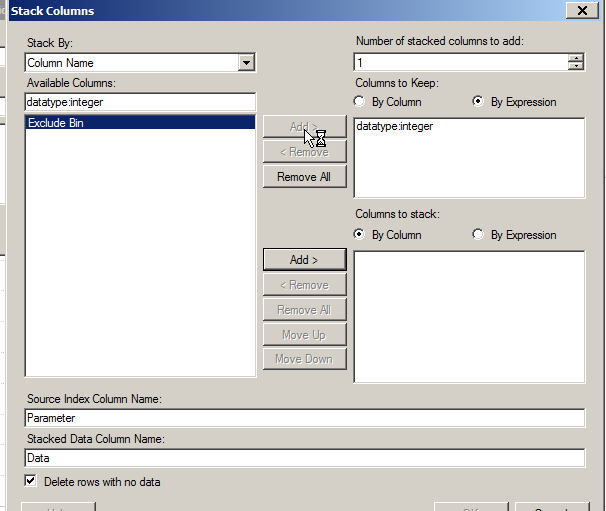 Stack Columns
Stack By:
Column Name
Available Columns:
datatype:integer
Exclude Bin
Number of stacked columns to add:
1
Columns to Keep:
By Column
By Expression
datatype:integer
Add >
< Remove
Remove All
Columns to stack:
By Column
By Expression
Add >
< Remove
Remove All
Move Up
Move Down
Source Index Column Name:
Parameter
Stacked Data Column Name:
Data
Delete rows with no data